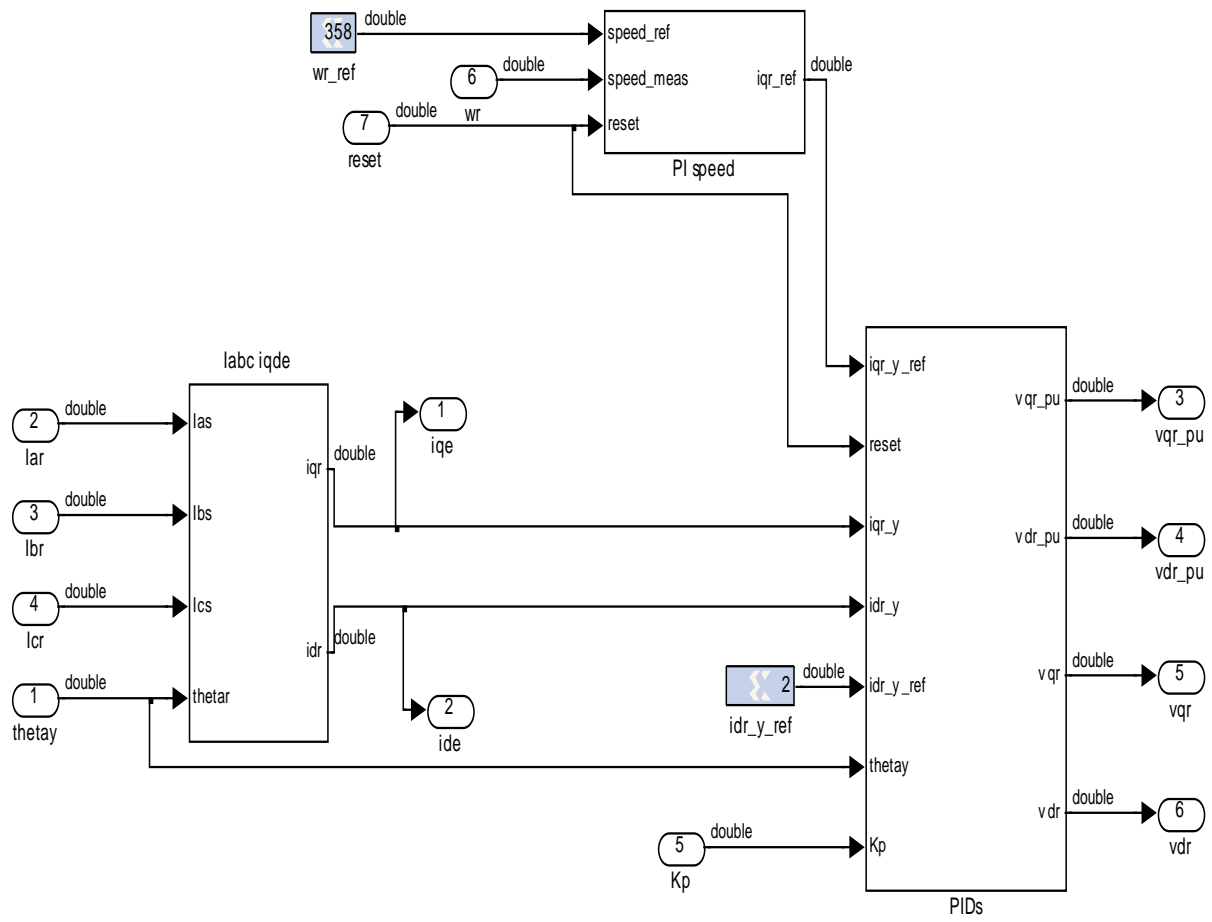 358
double
wr_ref
6
double
wr
7
double
reset
speed_ref
speed_meas
reset
iqr_ref
double
PI speed
Iabc iqde
2
double
Iar
3
double
Ibr
4
double
Icr
1
double
thetay
Ias
Ibs
Ics
thetar
iqr
double
idr
double
1
iqe
2
ide
2
double
idr_y_ref
5
double
Kp
iqr_y_ref
reset
iqr_y
idr_y
idr_y_ref
thetay
Kp
vqr_pu
vdr_pu
vqr
vdr
PIDs
double
3
vqr_pu
double
4
vdr_pu
double
5
vqr
double
6
vdr